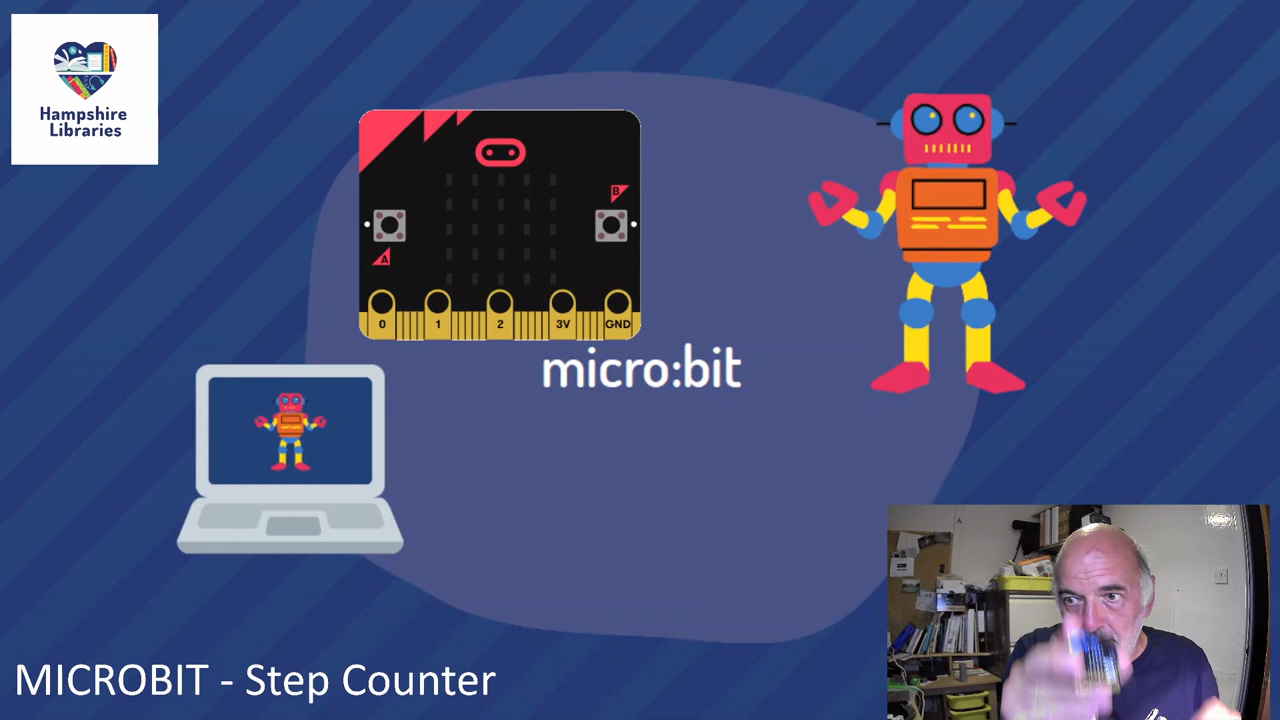 Hampshire
Libraries
B
A
0 1 2 3V GND
micro:bit
MICROBIT - Step Counter